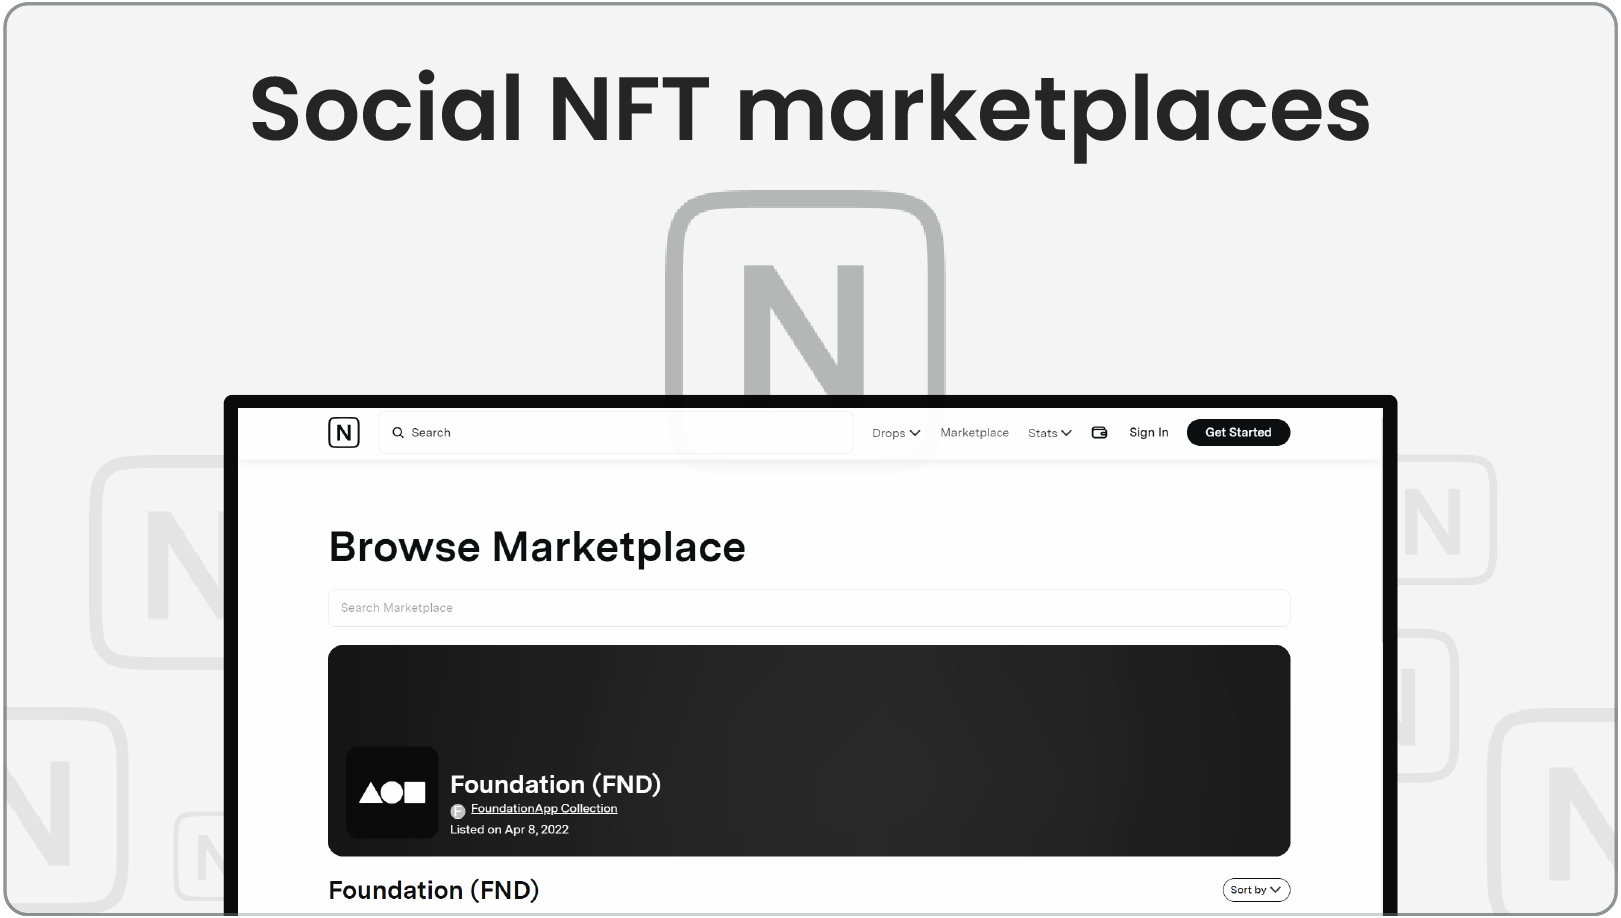 Social NFT marketplaces
N
N Search Drops Marketplace Stats Sign In Get Started
N
N
Browse Marketplace
Search Marketplace
N
N
N
N
Foundation (FND)
F FoundationApp Collection
Listed on Apr 8, 2022
Foundation (FND) Sort by